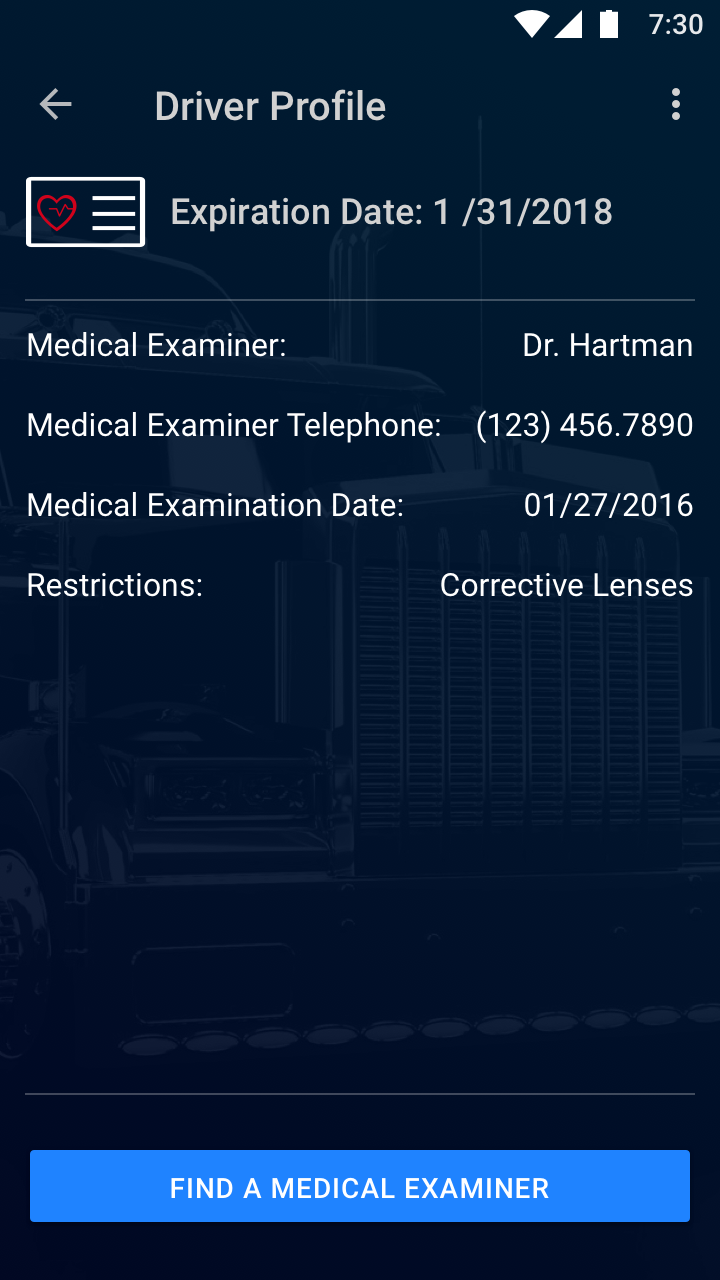 7:30
Driver Profile
Expiration Date: 1 /31/2018
Medical Examiner: Dr. Hartman
Medical Examiner Telephone: (123) 456.7890
Medical Examination Date: 01/27/2016
Restrictions: Corrective Lenses
FIND A MEDICAL EXAMINER